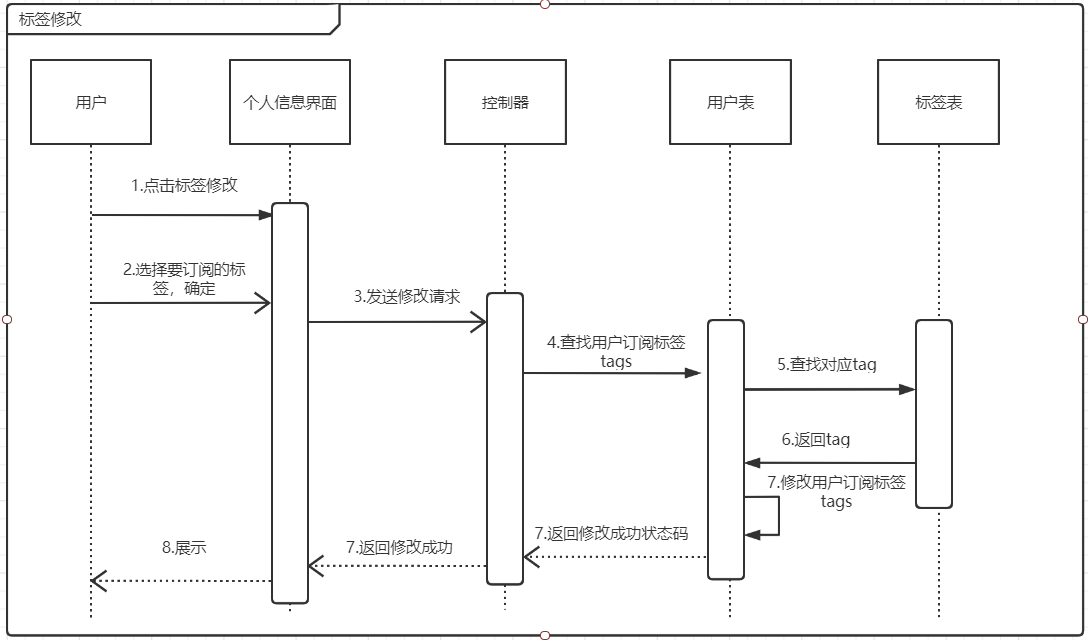 标签修改
用户
个人信息界面
控制器
用户表
标签表
1.点击标签修改
2.选择要订阅的标
签，确定
3.发送修改请求
4.查找用户订阅标签
tags
5.查找对应tag
6.返回tag
7.修改用户订阅标签
tags
7.返回修改成功状态码
7.返回修改成功
8.展示